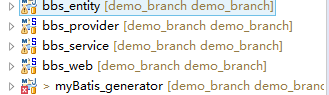 bbs_entity [demo_branch demo_branch]
bbs_provider [demo_branch demo_branch]
bbs_service [demo_branch demo_branch]
bbs_web [demo_branch demo_branch]
> myBatis_generator [demo_branch demo_branch]